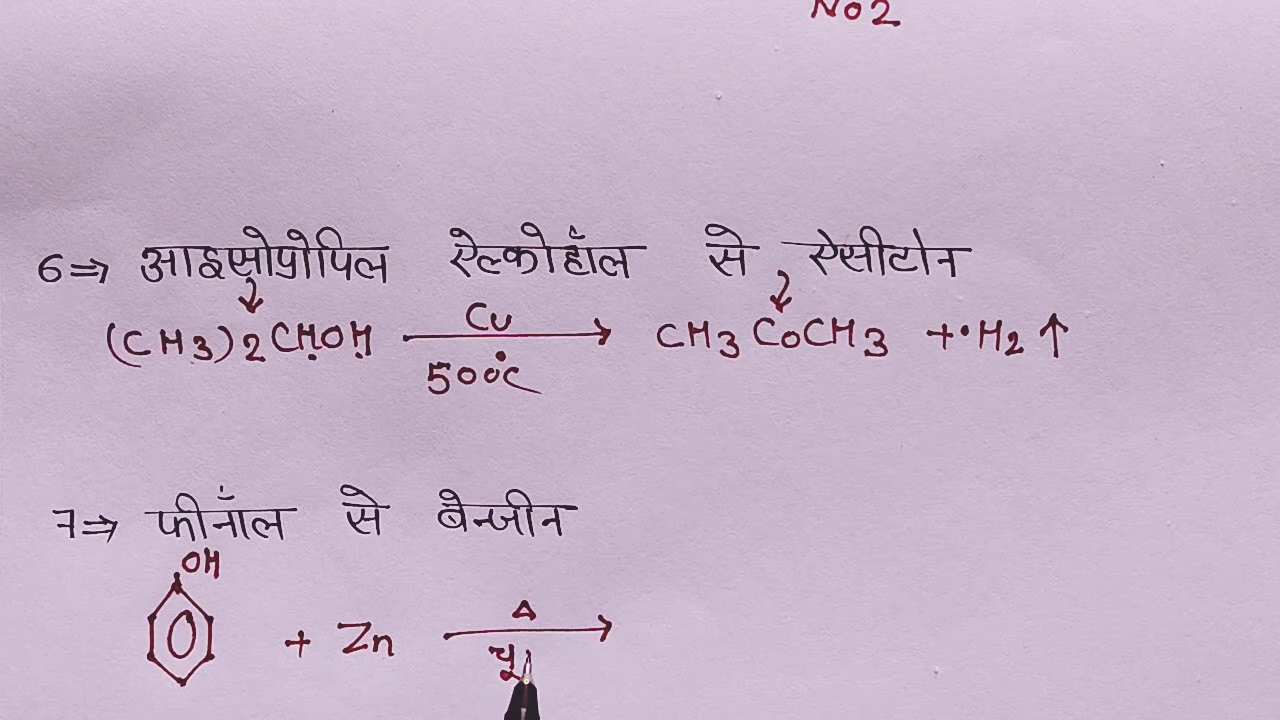 NO2
6⇒ आइसोप्रोपिल ऐल्कोहॉल से ऐसीटोन
(CH3)2CHOH Cu 500°C → CH3COCH3 + H2 ↑
7⇒ फीनॉल से बेन्जीन
OH
+ Zn Δ →